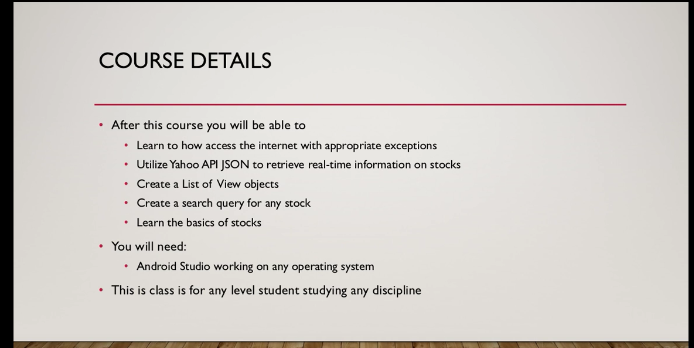 COURSE DETAILS
• After this course you will be able to
• Learn to how access the internet with appropriate exceptions
• Utilize Yahoo API JSON to retrieve real-time information on stocks
• Create a List of View objects
• Create a search query for any stock
• Learn the basics of stocks
• You will need:
• Android Studio working on any operating system
• This is class is for any level student studying any discipline